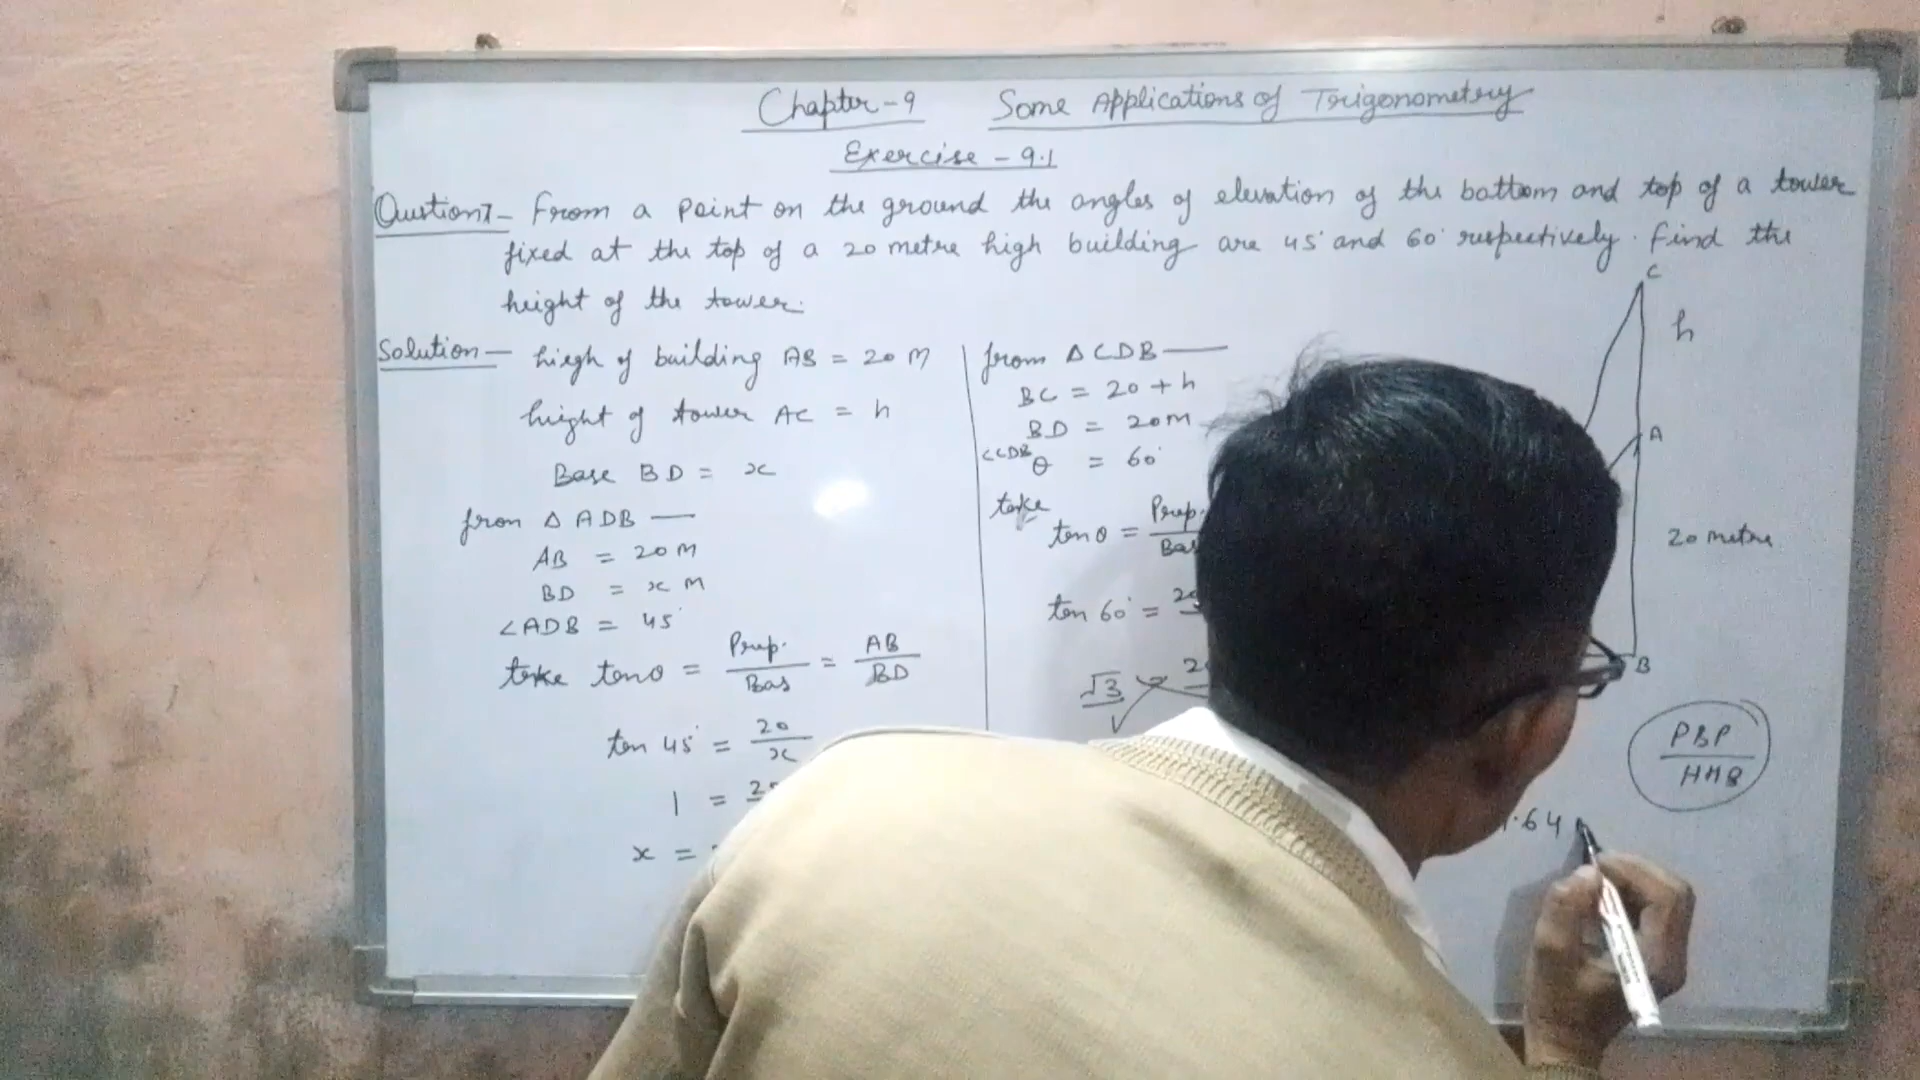 Chapter-9 Some Applications of Trigonometry
Exercise - 9.1
Qustion7- From a point on the ground the angles of elevation of the bottom and top of a tower
fixed at the top of a 20 metre high building are 45° and 60° respectively. Find the
height of the tower.
Solution - hiegh of building AB = 20 M
height of tower AC = h
Base BD = x
from Δ ADB —
AB = 20 M
BD = x M
∠ADB = 45°
take tanθ = Prep. / Bas = AB / BD
tan 45° = 20 / x
1 =
x =
from Δ CDB —
BC = 20 + h
BD = 20 M
∠CDB θ = 60°
take
tanθ = Prep. / Bas
tan 60° =
√3
.64
C
h
A
20 metre
B
PBP / HHB